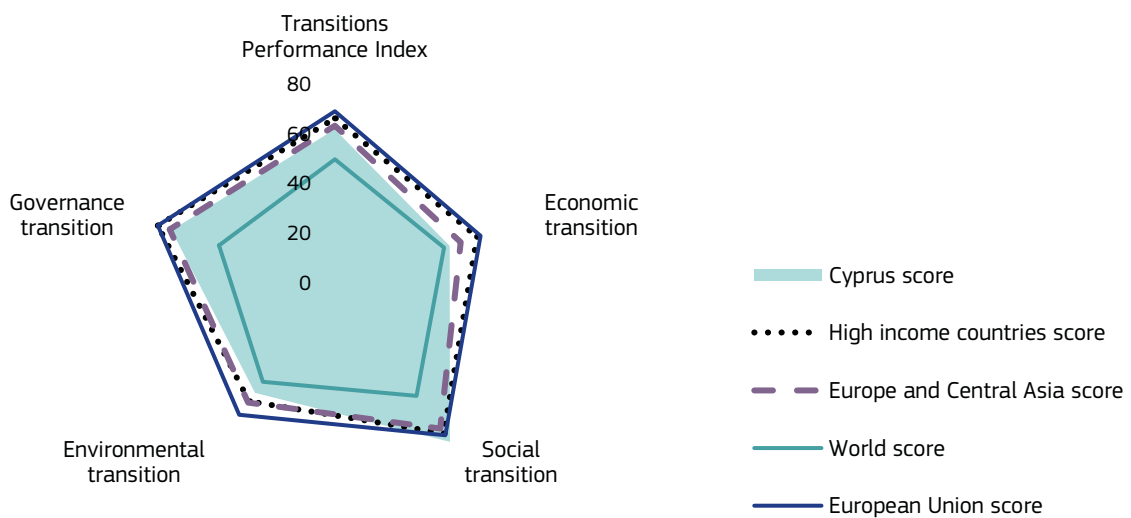 Transitions
Performance Index
80
60
40
20
0
Governance
transition
Economic
transition
Environmental
transition
Social
transition
Cyprus score
High income countries score
Europe and Central Asia score
World score
European Union score